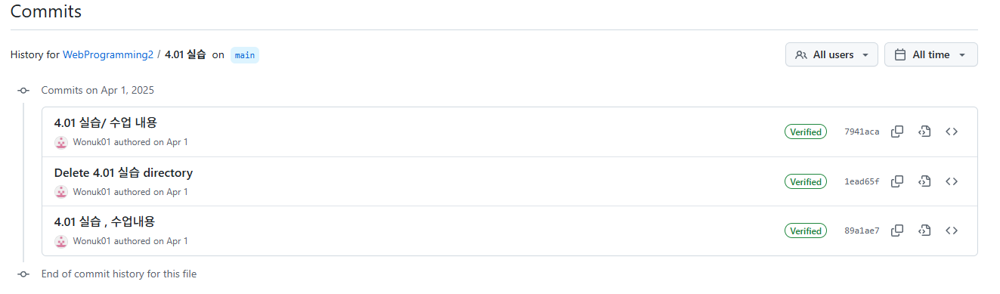 Commits
History for WebProgramming2 / 4.01 실습 on main
All users
All time
Commits on Apr 1, 2025
4.01 실습/ 수업 내용
Wonuk01 authored on Apr 1
Verified
7941aca
Delete 4.01 실습 directory
Wonuk01 authored on Apr 1
Verified
1ead65f
4.01 실습 , 수업내용
Wonuk01 authored on Apr 1
Verified
89a1ae7
End of commit history for this file